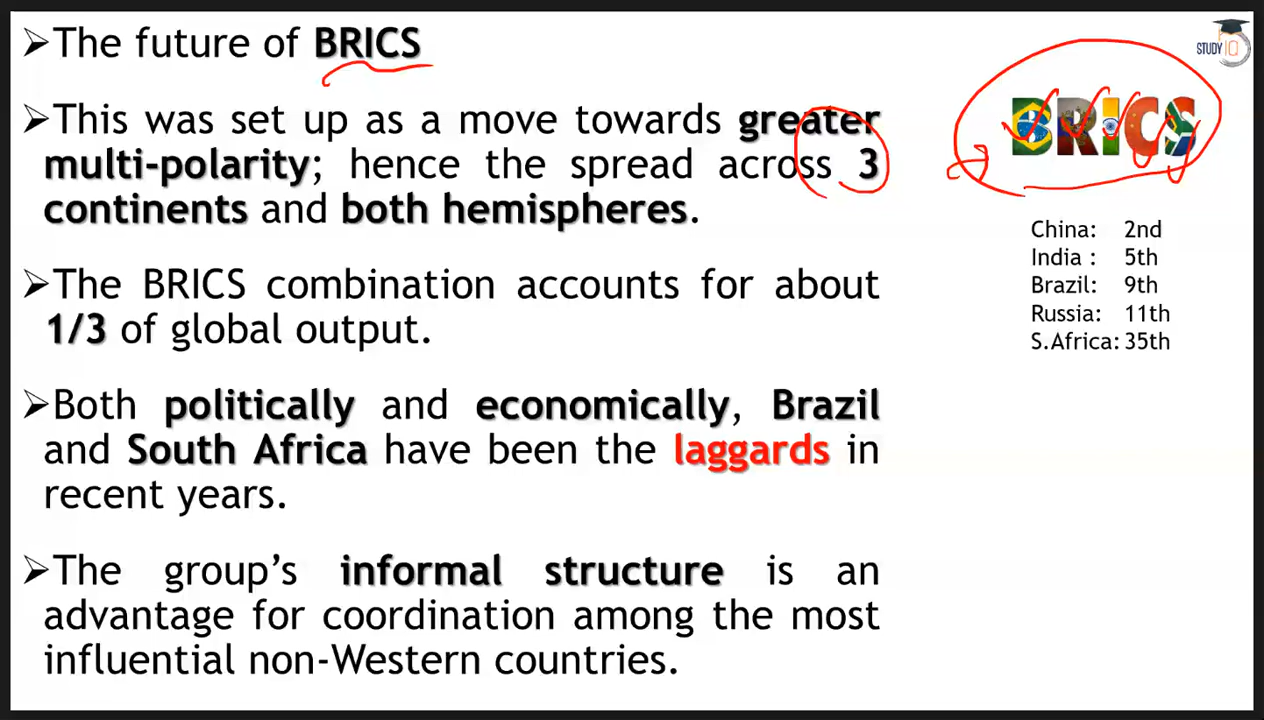 ➢The future of BRICS
➢This was set up as a move towards greater
multi-polarity; hence the spread across 3
continents and both hemispheres.
➢The BRICS combination accounts for about
1/3 of global output.
➢Both politically and economically, Brazil
and South Africa have been the laggards in
recent years.
➢The group’s informal structure is an
advantage for coordination among the most
influential non-Western countries.
STUDY IQ
BRICS
China: 2nd
India : 5th
Brazil: 9th
Russia: 11th
S.Africa: 35th